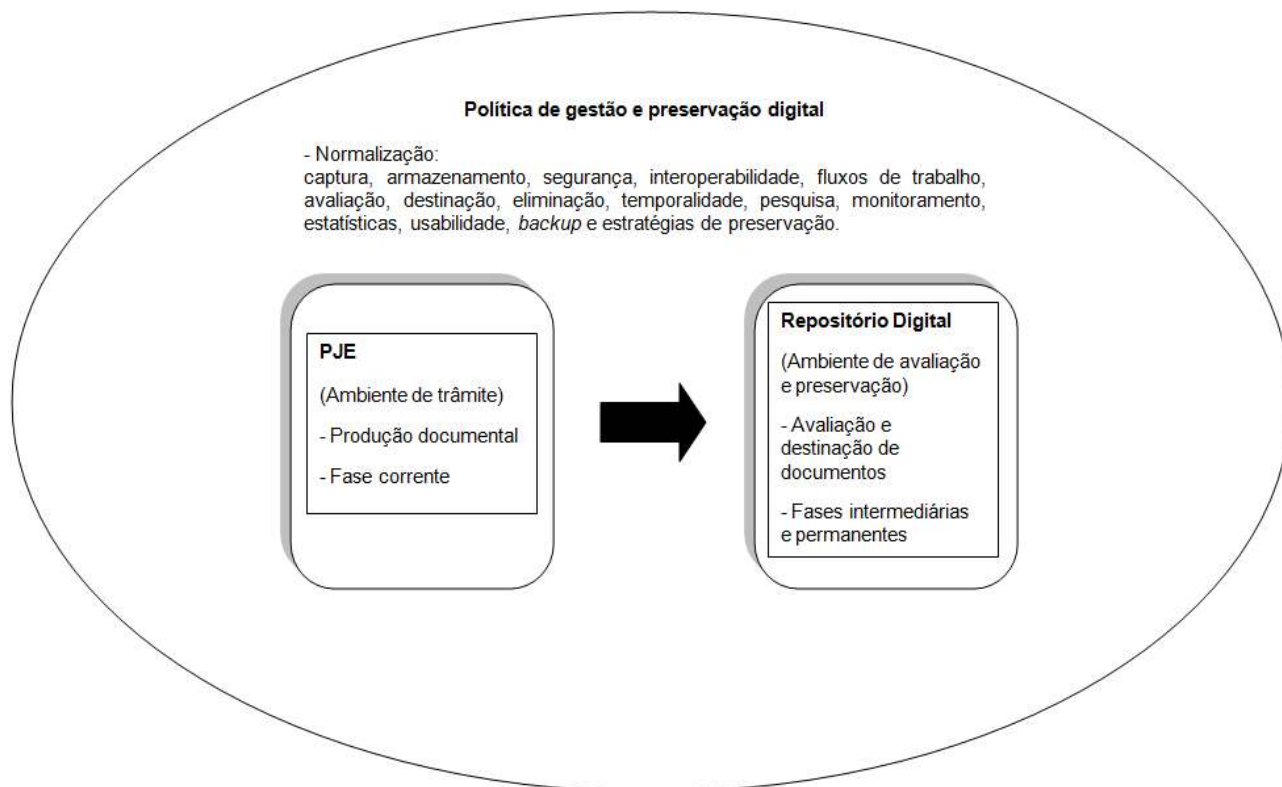 Política de gestão e preservação digital
- Normalização:
captura, armazenamento, segurança, interoperabilidade, fluxos de trabalho,
avaliação, destinação, eliminação, temporalidade, pesquisa, monitoramento,
estatísticas, usabilidade, backup e estratégias de preservação.
PJE
(Ambiente de trâmite)
- Produção documental
- Fase corrente
Repositório Digital
(Ambiente de avaliação
e preservação)
- Avaliação e
destinação de
documentos
- Fases intermediárias
e permanentes